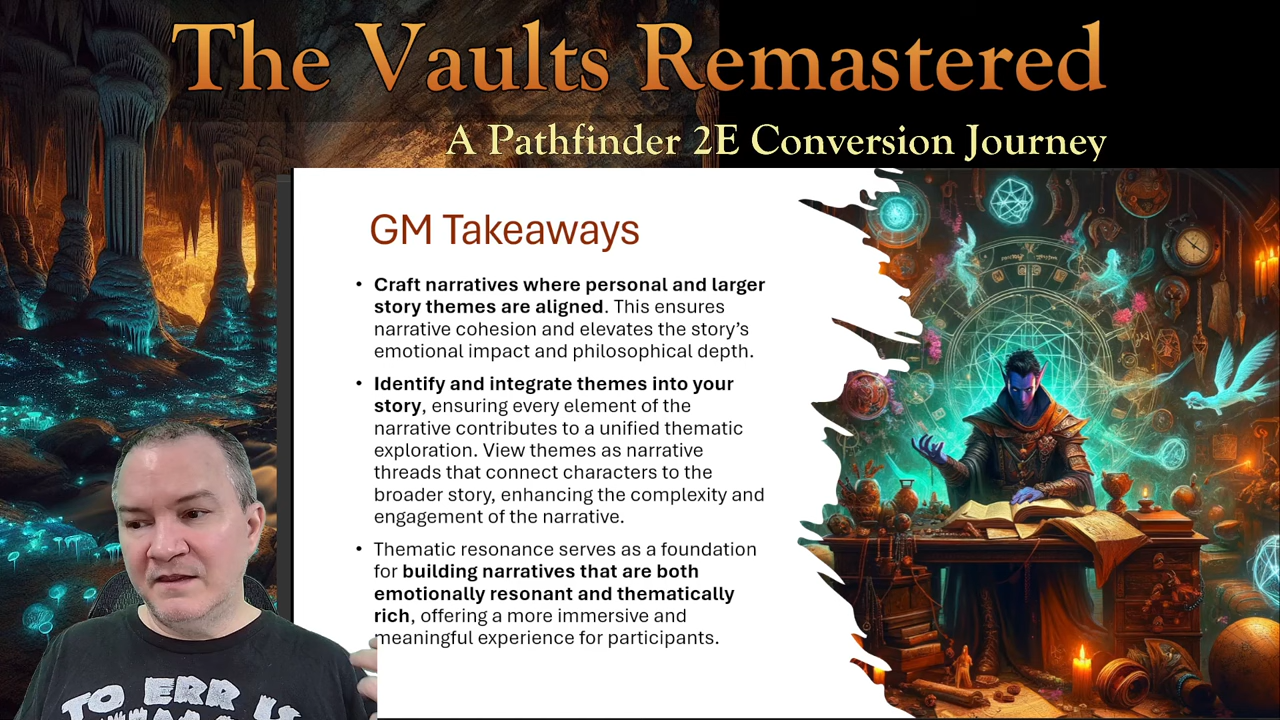 The Vaults Remastered
A Pathfinder 2E Conversion Journey
GM Takeaways
• Craft narratives where personal and larger
story themes are aligned. This ensures
narrative cohesion and elevates the story’s
emotional impact and philosophical depth.
• Identify and integrate themes into your
story, ensuring every element of the
narrative contributes to a unified thematic
exploration. View themes as narrative
threads that connect characters to the
broader story, enhancing the complexity and
engagement of the narrative.
• Thematic resonance serves as a foundation
for building narratives that are both
emotionally resonant and thematically
rich, offering a more immersive and
meaningful experience for participants.
TO ERR